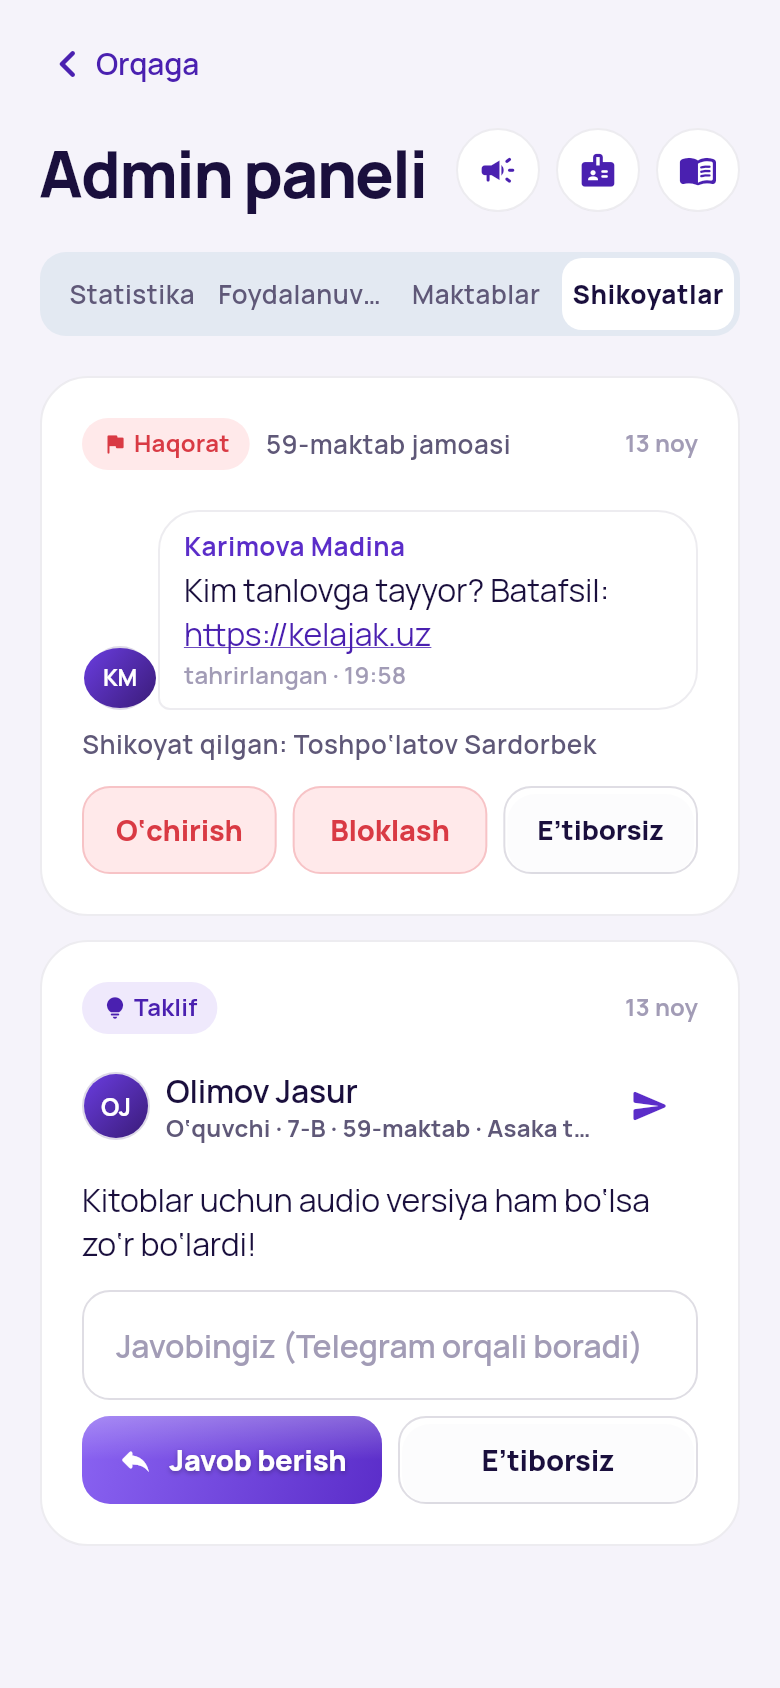 Orqaga
Admin paneli
Statistika Foydalanuv... Maktablar Shikoyatlar
Haqorat 59-maktab jamoasi 13 noy
Karimova Madina
Kim tanlovga tayyor? Batafsil:
https://kelajak.uz
KM tahrirlangan · 19:58
Shikoyat qilgan: Toshpo‘latov Sardorbek
O‘chirish Bloklash E’tiborsiz
Taklif 13 noy
OJ Olimov Jasur
O‘quvchi · 7-B · 59-maktab · Asaka t...
Kitoblar uchun audio versiya ham bo‘lsa
zo‘r bo‘lardi!
Javobingiz (Telegram orqali boradi)
Javob berish E’tiborsiz